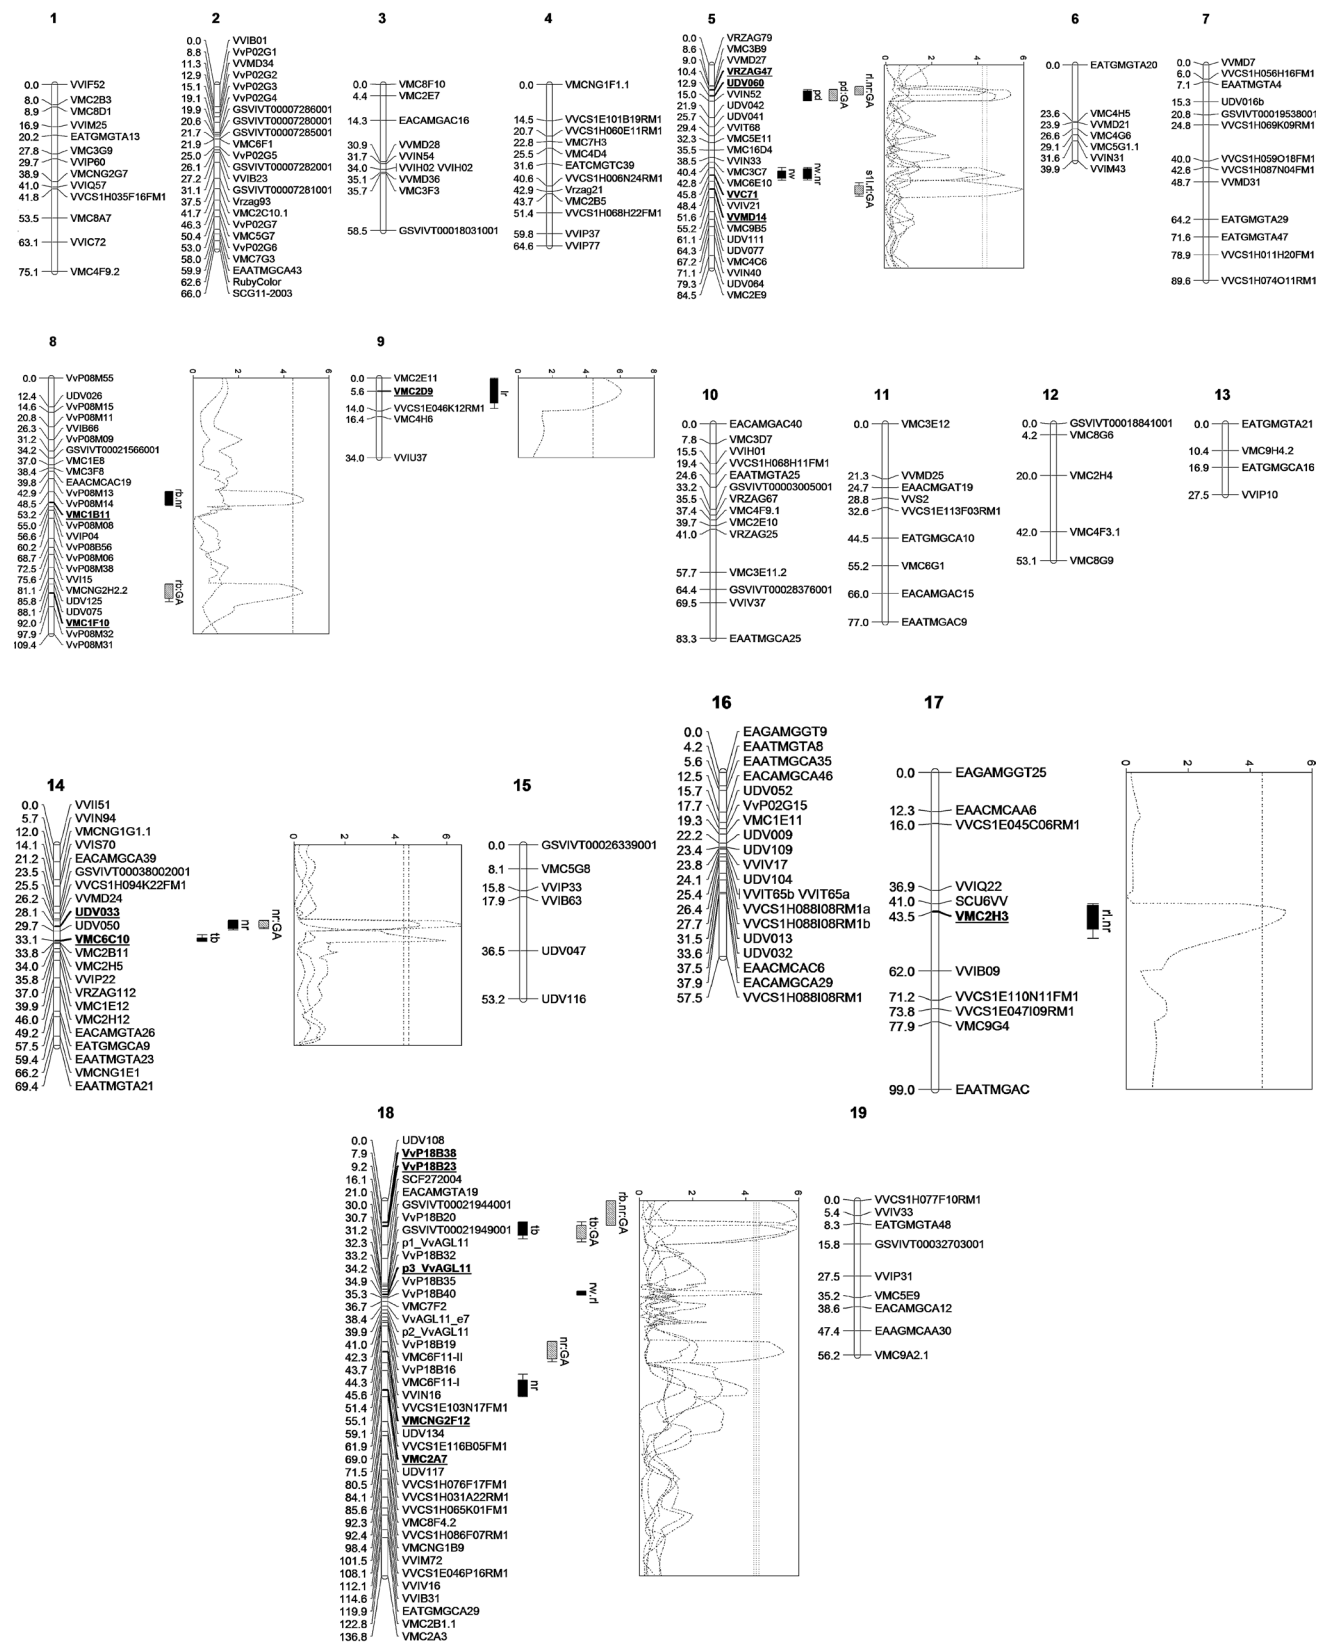 1
0.0 VVIF52
8.0 VMC2B3
8.9 VMC8D1
16.9 VVIM25
20.2 EATGMGTA13
27.8 VMC3G9
29.7 VVIP60
38.9 VMCNG2G7
41.0 VVIQ57
41.8 VVCS1H035F16FM1
53.5 VMC8A7
63.1 VVIC72
75.1 VMC4F9.2
2
0.0 VVIB01
8.8 VvP02G1
11.3 VVMD34
12.9 VvP02G2
15.1 VvP02G3
19.1 VvP02G4
19.9 GSVIVT00007286001
20.6 GSVIVT00007280001
21.7 GSVIVT00007285001
21.9 VMC6F1
25.0 VvP02G5
26.1 GSVIVT00007282001
27.2 VVIB23
31.1 GSVIVT00007281001
37.5 Vrzag93
41.7 VMC2C10.1
46.3 VvP02G7
50.4 VMC5G7
53.0 VvP02G6
58.0 VMC7G3
59.9 EAATMGCA43
62.6 RubyColor
66.0 SCG11-2003
3
0.0 VMC8F10
4.4 VMC2E7
14.3 EACAMGAC16
30.9 VVMD28
31.7 VVIN54
34.0 VVIH02 VVIH02
35.1 VVMD36
35.7 VMC3F3
58.5 GSVIVT00018031001
4
0.0 VMCNG1F1.1
14.5 VVCS1E101B19RM1
20.7 VVCS1H060E11RM1
22.8 VMC7H3
25.5 VMC4D4
31.6 EATCMGTC39
40.6 VVCS1H006N24RM1
42.9 Vrzag21
43.7 VMC2B5
51.4 VVCS1H068H22FM1
59.8 VVIP37
64.6 VVIP77
5
0.0 VRZAG79
8.6 VMC3B9
9.0 VVMD27
10.4 VRZAG47
12.9 UDV060
15.0 VVIN52
21.9 UDV042
25.7 UDV041
29.4 VVIT68
32.3 VMC5E11
35.5 VMC16D4
38.5 VVIN33
40.4 VMC3C7
42.8 VMC6E10
45.8 VVC71
48.4 VVIV21
51.6 VVMD14
55.2 VMC9B5
61.1 UDV111
64.3 UDV077
67.2 VMC4C6
71.1 VVIN40
79.3 UDV064
84.5 VMC2E9
pd
pd:GA
rl.nr:GA
rw
rw.nr
s1l.rl:GA
0 2 4 6
6
0.0 EATGMGTA20
23.6 VMC4H5
23.9 VVMD21
26.6 VMC4G6
29.1 VMC5G1.1
31.6 VVIN31
39.9 VVIM43
7
0.0 VVMD7
6.0 VVCS1H056H16FM1
7.1 EAATMGTA4
15.3 UDV016b
20.8 GSVIVT00019538001
24.8 VVCS1H069K09RM1
40.0 VVCS1H059O18FM1
42.6 VVCS1H087N04FM1
48.7 VVMD31
64.2 EATGMGTA29
71.6 EATGMGTA47
78.9 VVCS1H011H20FM1
89.6 VVCS1H074O11RM1
8
0.0 VvP08M55
12.4 UDV026
14.6 VvP08M15
20.8 VvP08M11
26.3 VVIB66
31.2 VvP08M09
34.2 GSVIVT00021566001
37.0 VMC1E8
38.4 VMC3F8
39.8 EAACMCAC19
42.9 VvP08M13
48.5 VvP08M14
53.2 VMC1B11
55.0 VvP08M08
56.6 VVIP04
60.2 VvP08B56
68.7 VvP08M06
72.5 VvP08M38
75.6 VVI15
81.1 VMCNG2H2.2
85.8 UDV125
88.1 UDV075
92.0 VMC1F10
97.9 VvP08M32
109.4 VvP08M31
rb.nr
rb:GA
0 2 4 6
9
0.0 VMC2E11
5.6 VMC2D9
14.0 VVCS1E046K12RM1
16.4 VMC4H6
34.0 VVIU37
lr
0 2 4 6 8
10
0.0 EACAMGAC40
7.8 VMC3D7
15.5 VVIH01
19.4 VVCS1H068H11FM1
24.6 EAATMGTA25
33.2 GSVIVT00003005001
35.5 VRZAG67
37.4 VMC4F9.1
39.7 VMC2E10
41.0 VRZAG25
57.7 VMC3E11.2
64.4 GSVIVT00028376001
69.5 VVIV37
83.3 EAATMGCA25
11
0.0 VMC3E12
21.3 VVMD25
24.7 EAACMGAT19
28.8 VVS2
32.6 VVCS1E113F03RM1
44.5 EATGMGCA10
55.2 VMC6G1
66.0 EACAMGAC15
77.0 EAATMGAC9
12
0.0 GSVIVT00018841001
4.2 VMC8G6
20.0 VMC2H4
42.0 VMC4F3.1
53.1 VMC8G9
13
0.0 EATGMGTA21
10.4 VMC9H4.2
16.9 EATGMGCA16
27.5 VVIP10
14
0.0 VVII51
5.7 VVIN94
12.0 VMCNG1G1.1
14.1 VVIS70
21.2 EACAMGCA39
23.5 GSVIVT00038002001
25.5 VVCS1H094K22FM1
26.2 VVMD24
28.1 UDV033
29.7 UDV050
33.1 VMC6C10
33.8 VMC2B11
34.0 VMC2H5
35.8 VVIP22
37.0 VRZAG112
39.9 VMC1E12
46.0 VMC2H12
49.2 EACAMGTA26
57.5 EATGMGCA9
59.4 EAATMGTA23
66.2 VMCNG1E1
69.4 EAATMGTA21
tb
nr
nr:GA
0 2 4 6
15
0.0 GSVIVT00026339001
8.1 VMC5G8
15.8 VVIP33
17.9 VVIB63
36.5 UDV047
53.2 UDV116
16
0.0 EAGAMGGT9
4.2 EAATMGTA8
5.6 EAATMGCA35
12.5 EACAMGCA46
15.7 UDV052
17.7 VvP02G15
19.3 VMC1E11
22.2 UDV009
23.4 UDV109
23.8 VVIV17
24.1 UDV104
25.4 VVIT65b VVIT65a
26.4 VVCS1H088I08RM1a
27.7 VVCS1H088I08RM1b
31.5 UDV013
33.6 UDV032
37.5 EAACMCAC6
37.9 EACAMGCA29
57.5 VVCS1H088I08RM1
17
0.0 EAGAMGGT25
12.3 EAACMCAA6
16.0 VVCS1E045C06RM1
36.9 VVIQ22
41.0 SCU6VV
43.5 VMC2H3
62.0 VVIB09
71.2 VVCS1E110N11FM1
73.8 VVCS1E047I09RM1
77.9 VMC9G4
99.0 EAATMGAC
rl.nr
0 2 4 6
18
0.0 UDV108
7.9 VvP18B38
9.2 VvP18B23
16.1 SCF272004
21.0 EACAMGTA19
30.0 GSVIVT00021944001
30.7 VvP18B20
31.2 GSVIVT00021949001
32.3 p1_VvAGL11
33.2 VvP18B32
34.2 p3_VvAGL11
34.9 VvP18B35
35.3 VvP18B40
36.7 VMC7F2
38.4 VvAGL11_e7
39.9 p2_VvAGL11
41.0 VvP18B19
42.3 VMC6F11-II
43.7 VvP18B16
44.3 VMC6F11-I
45.6 VVIN16
51.4 VVCS1E103N17FM1
55.1 VMCNG2F12
59.1 UDV134
61.9 VVCS1E116B05FM1
69.0 VMC2A7
71.5 UDV117
80.5 VVCS1H076F17FM1
84.1 VVCS1H031A22RM1
85.6 VVCS1H065K01FM1
92.3 VMC8F4.2
92.4 VVCS1H086F07RM1
98.4 VMCNG1B9
101.5 VVIM72
108.1 VVCS1E046P16RM1
112.1 VVIV16
114.6 VVIB31
119.9 EATGMGCA29
122.8 VMC2B1.1
136.8 VMC2A3
tb
tb:GA
rb.nr:GA
rw.rl
nr:GA
nr
0 2 4 6
19
0.0 VVCS1H077F10RM1
5.4 VVIV33
8.3 EATGMGTA48
15.8 GSVIVT00032703001
27.5 VVIP31
35.2 VMC5E9
38.6 EACAMGCA12
47.4 EAAGMCAA30
56.2 VMC9A2.1